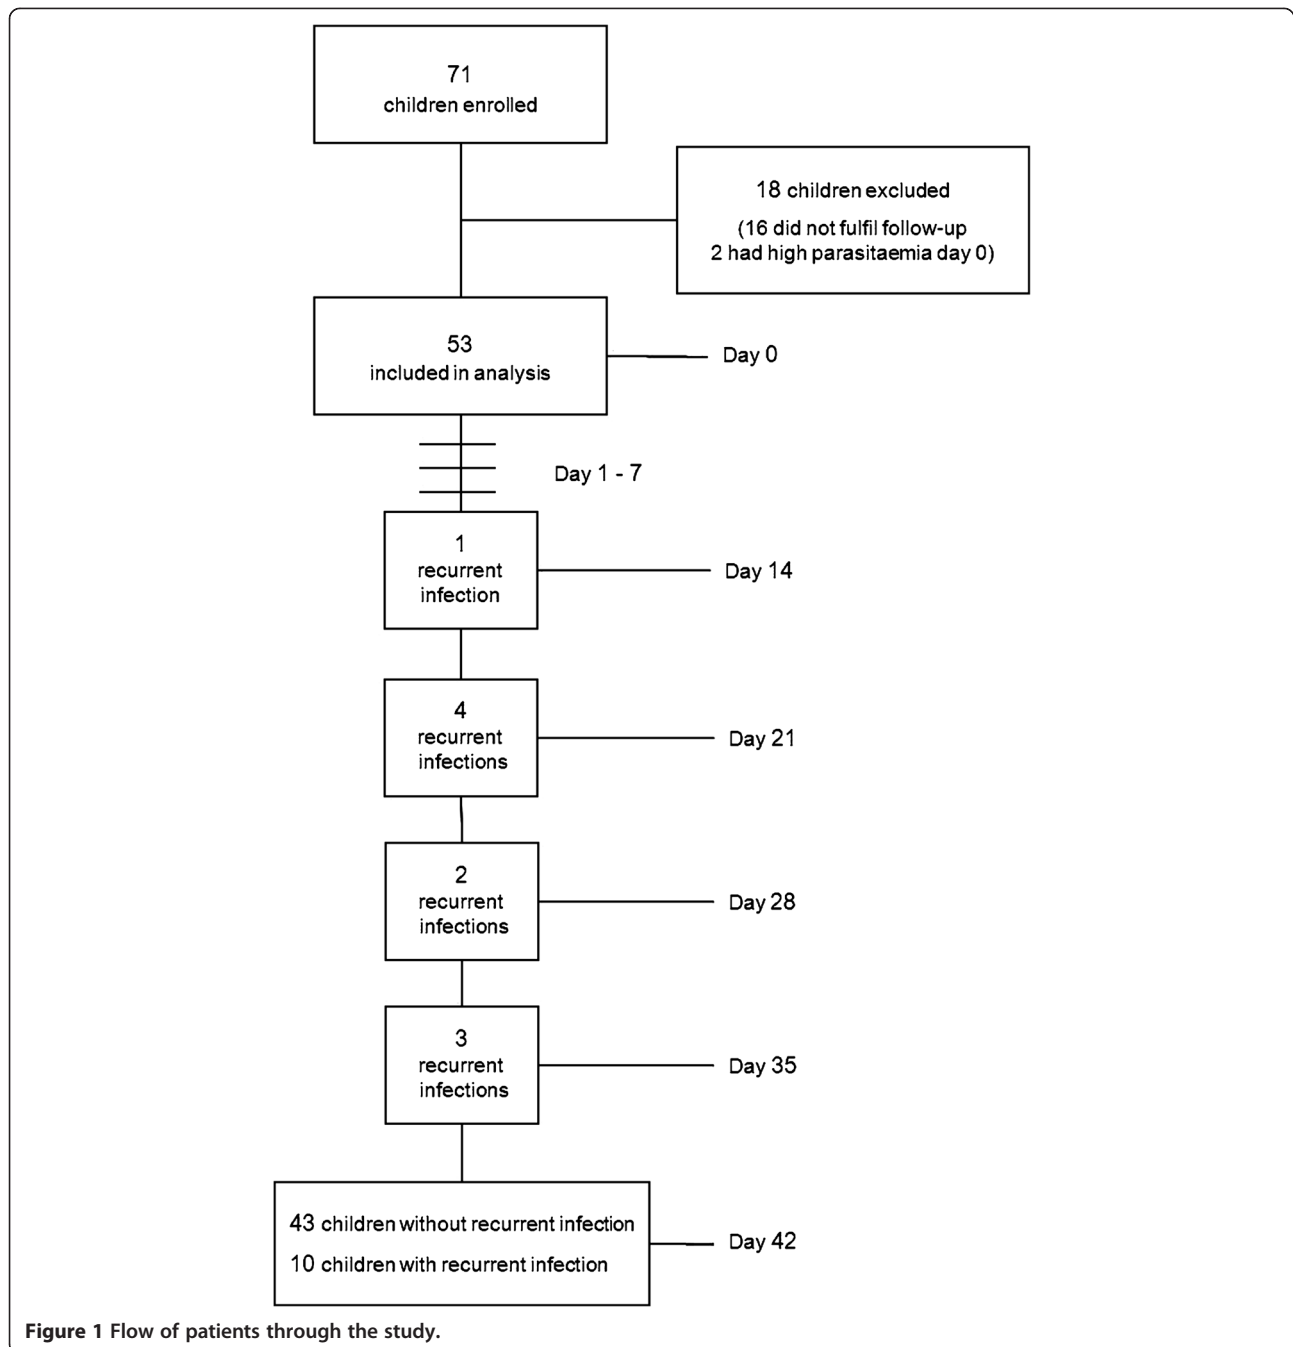 71
children enrolled
18 children excluded
(16 did not fulfil follow-up
2 had high parasitaemia day 0)
53
included in analysis
Day 0
Day 1 - 7
1
recurrent
infection
Day 14
4
recurrent
infections
Day 21
2
recurrent
infections
Day 28
3
recurrent
infections
Day 35
43 children without recurrent infection
10 children with recurrent infection
Day 42
Figure 1 Flow of patients through the study.